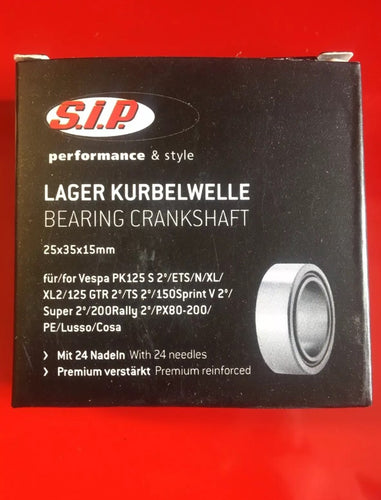 S.i.P.
performance & style
LAGER KURBELWELLE
BEARING CRANKSHAFT
25x35x15mm
für/for Vespa PK125 S 2°/ETS/N/XL/
XL2/125 GTR 2°/TS 2°/150Sprint V 2°/
Super 2°/200Rally 2°/PX80-200/
PE/Lusso/Cosa
› Mit 24 Nadeln With 24 needles
› Premium verstärkt Premium reinforced